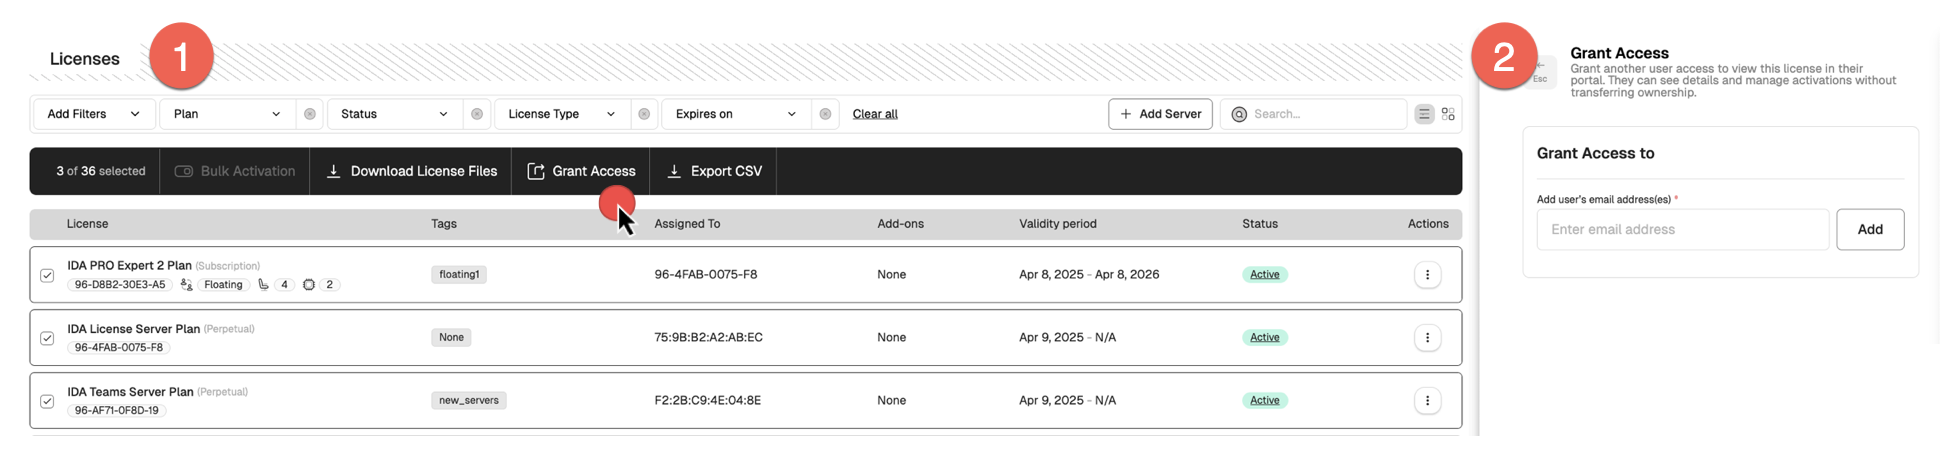 Licenses
1
Add Filters Plan Status License Type Expires on Clear all + Add Server Search...
3 of 36 selected Bulk Activation Download License Files Grant Access Export CSV
License Tags Assigned To Add-ons Validity period Status Actions
IDA PRO Expert 2 Plan (Subscription)
96-D8B2-30E3-A5 Floating 4 2
floating1 96-4FAB-0075-F8 None Apr 8, 2025 - Apr 8, 2026 Active
IDA License Server Plan (Perpetual)
96-4FAB-0075-F8
None 75:9B:B2:A2:AB:EC None Apr 9, 2025 - N/A Active
IDA Teams Server Plan (Perpetual)
96-AF71-0F8D-19
new_servers F2:2B:C9:4E:04:8E None Apr 9, 2025 - N/A Active
2
Esc
Grant Access
Grant another user access to view this license in their
portal. They can see details and manage activations without
transferring ownership.
Grant Access to
Add user's email address(es) *
Enter email address Add